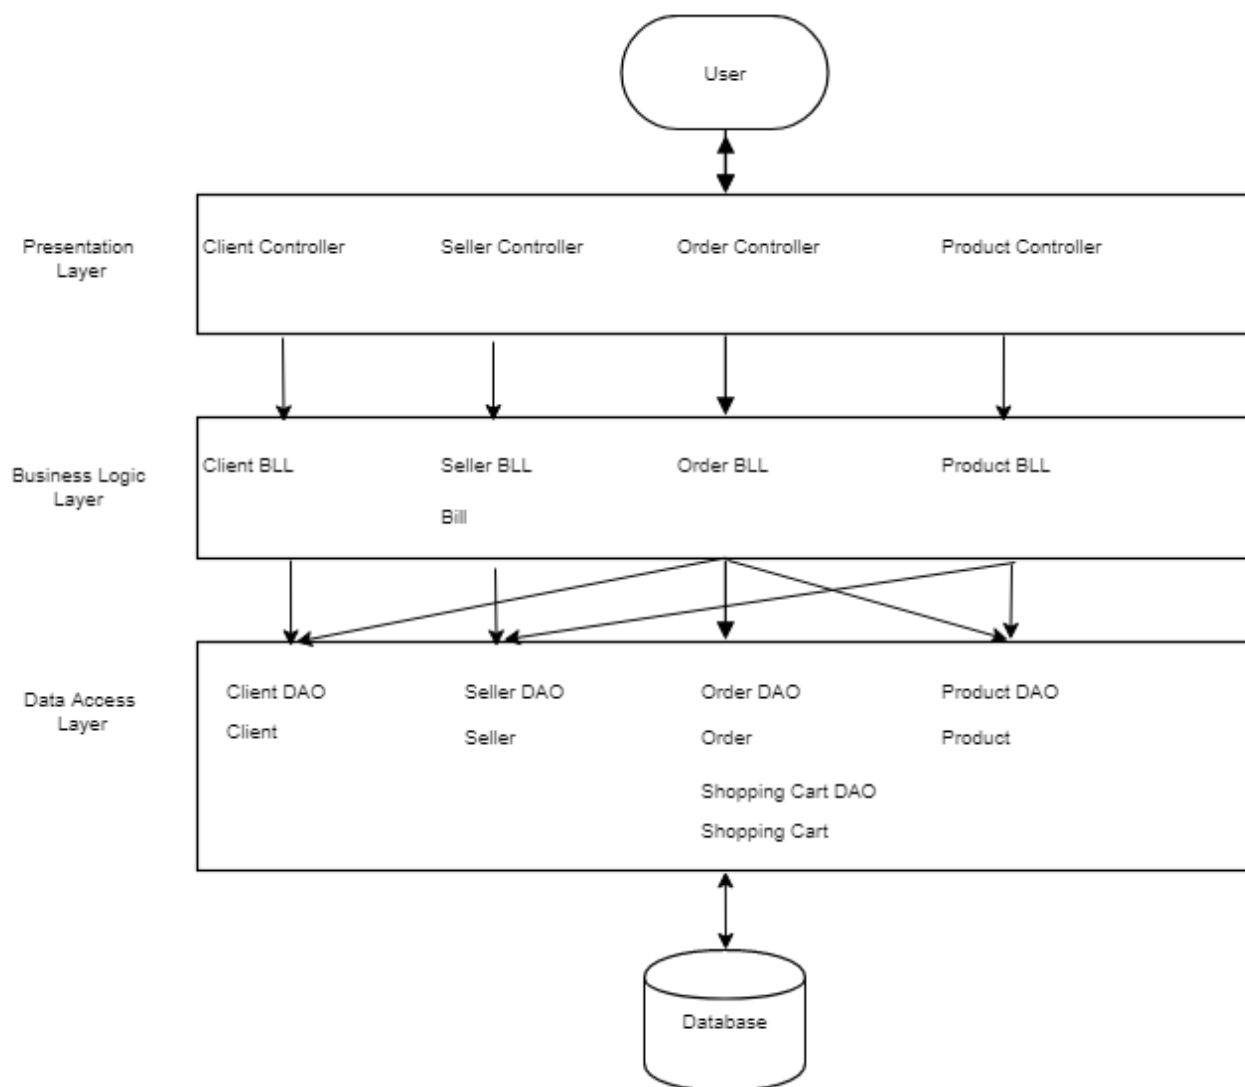 User
Presentation
Layer
Client Controller
Seller Controller
Order Controller
Product Controller
Business Logic
Layer
Client BLL
Seller BLL
Order BLL
Product BLL
Bill
Data Access
Layer
Client DAO
Seller DAO
Order DAO
Product DAO
Client
Seller
Order
Product
Shopping Cart DAO
Shopping Cart
Database